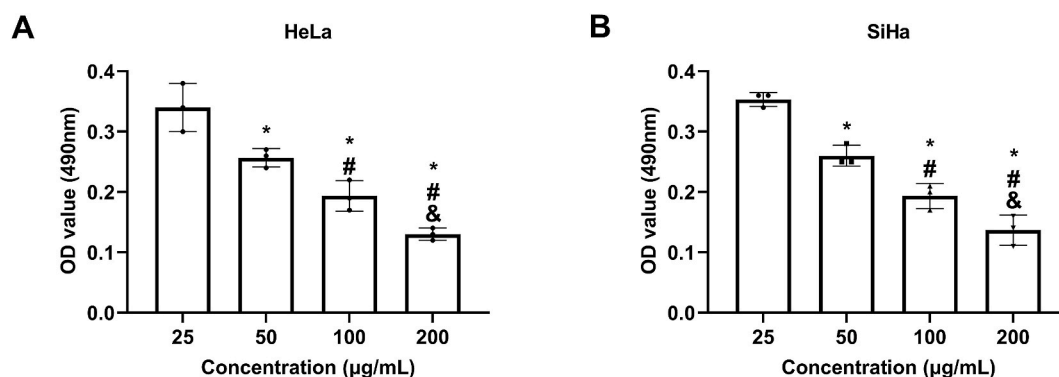 A
HeLa
OD value (490nm)
0.4
0.3
0.2
0.1
0.0
*
*
#
*
#
&
25 50 100 200
Concentration (µg/mL)
B
SiHa
OD value (490nm)
0.4
0.3
0.2
0.1
0.0
*
*
#
*
#
&
25 50 100 200
Concentration (µg/mL)